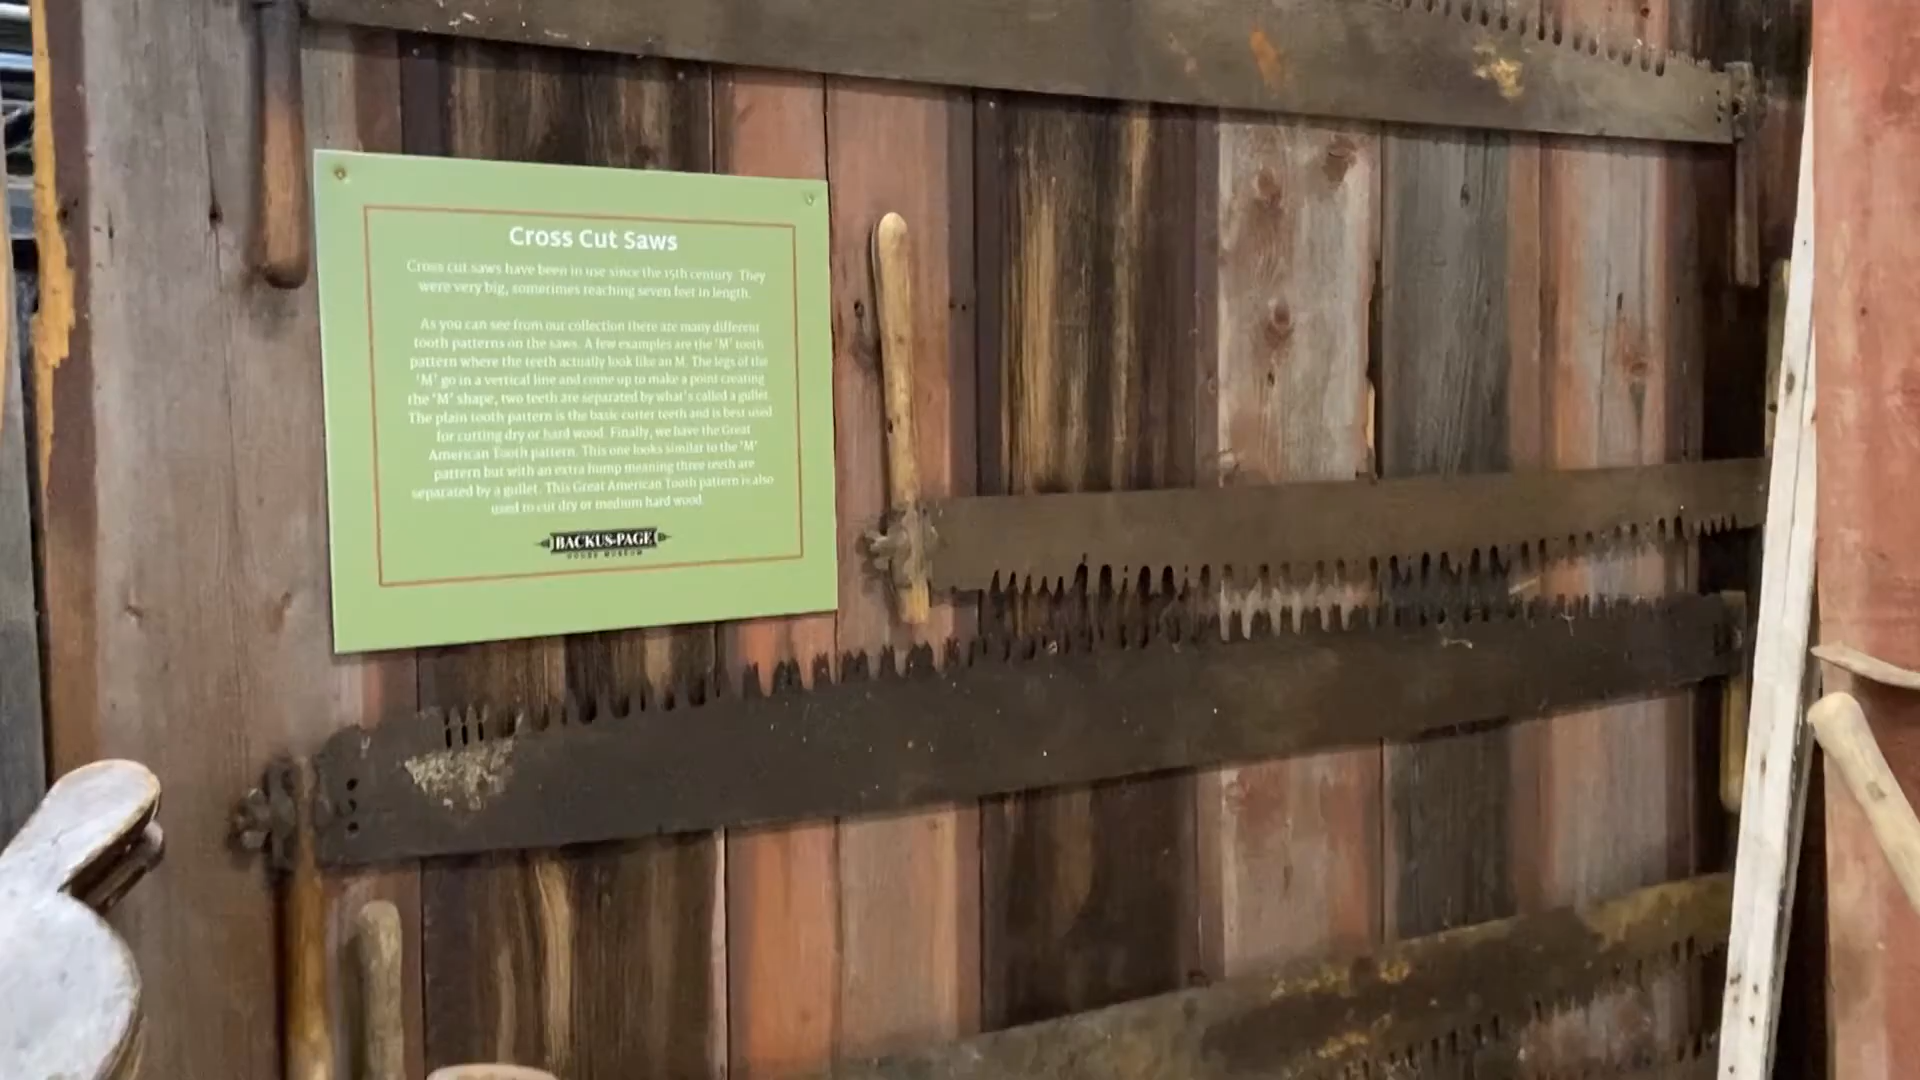 Cross Cut Saws
Cross cut saws have been in use since the 15th century. They
were very big, sometimes reaching seven feet in length.
As you can see from our collection there are many different
tooth patterns on the saws. A few examples are the 'M' tooth
pattern where the teeth actually look like an M. The legs of the
'M' go in a vertical line and come up to make a point creating
the 'M' shape, two teeth are separated by what's called a gullet.
The plain tooth pattern is the basic cutter teeth and is best used
for cutting dry or hard wood. Finally, we have the Great
American Tooth pattern. This one looks similar to the 'M'
pattern but with an extra hump meaning three teeth are
separated by a gullet. This Great American Tooth pattern is also
used to cut dry or medium hard wood.
BACKUS-PAGE
HOUSE MUSEUM